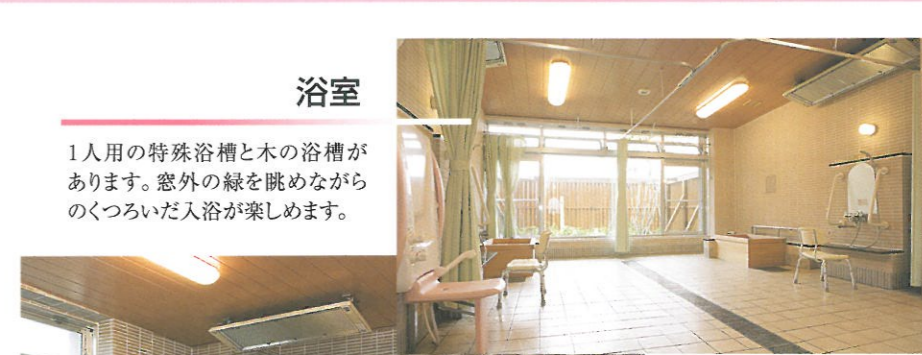 浴室
1人用の特殊浴槽と木の浴槽が
あります。窓外の緑を眺めながら
のくつろいだ入浴が楽しめます。